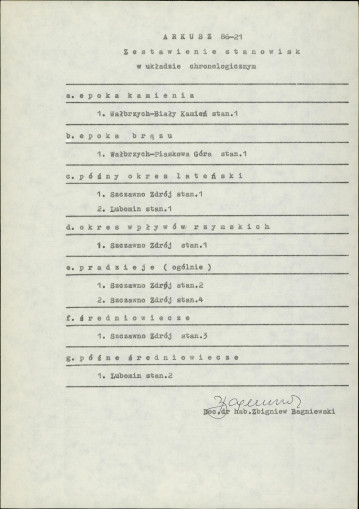 ARKUSZ 86-21
Zestawienie stanowisk
w układzie chronologicznym
a. epoka kamienia
1. Wałbrzych-Biały Kamień stan.1
b. epoka brązu
1. Wałbrzych-Piaskowa Góra stan.1
c. późny okres lateński
1. Szczawno Zdrój stan.1
2. Lubomin stan.1
d. okres wpływów rzymskich
1. Szczawno Zdrój stan.1
e. pradzieje ( ogólnie )
1. Szczawno Zdrój stan.2
2. Szczawno Zdrój stan.4
f. średniowiecze
1. Szczawno Zdrój stan.3
g. późne średniowiecze
1. Lubomin stan.2
Doc.dr hab.Zbigniew Bagniewski